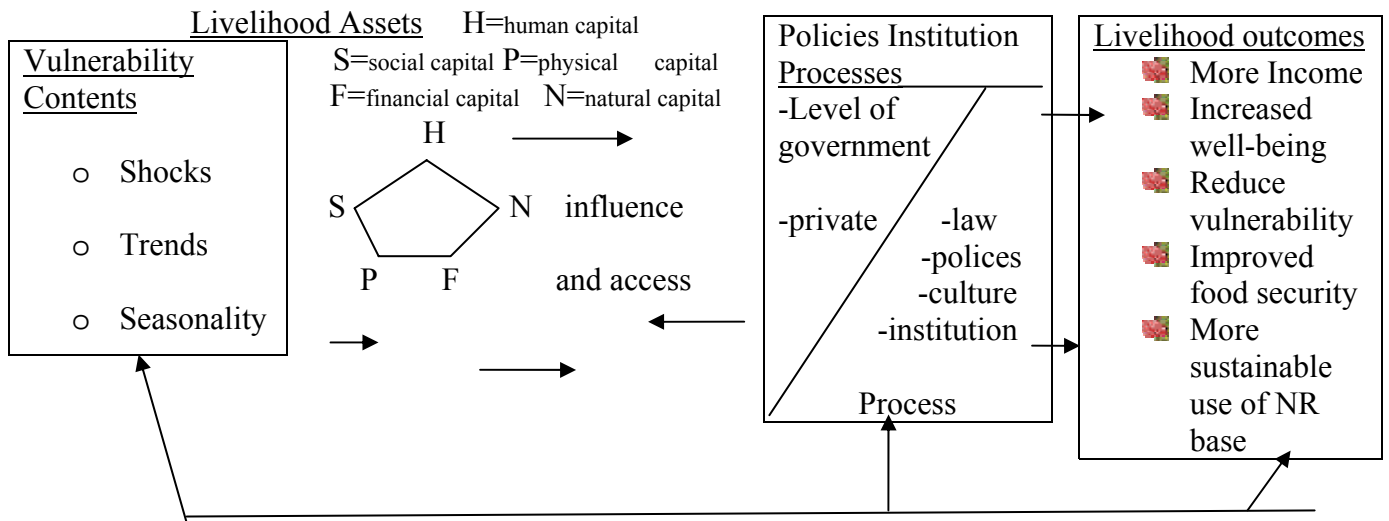 Livelihood Assets H=human capital
S=social capital P=physical capital
F=financial capital N=natural capital
Vulnerability
Contents
o Shocks
o Trends
o Seasonality
H
S
N
P
F
influence
and access
Policies Institution
Processes
-Level of
government
-private
-law
-polices
-culture
-institution
Process
Livelihood outcomes
More Income
Increased
well-being
Reduce
vulnerability
Improved
food security
More
sustainable
use of NR
base